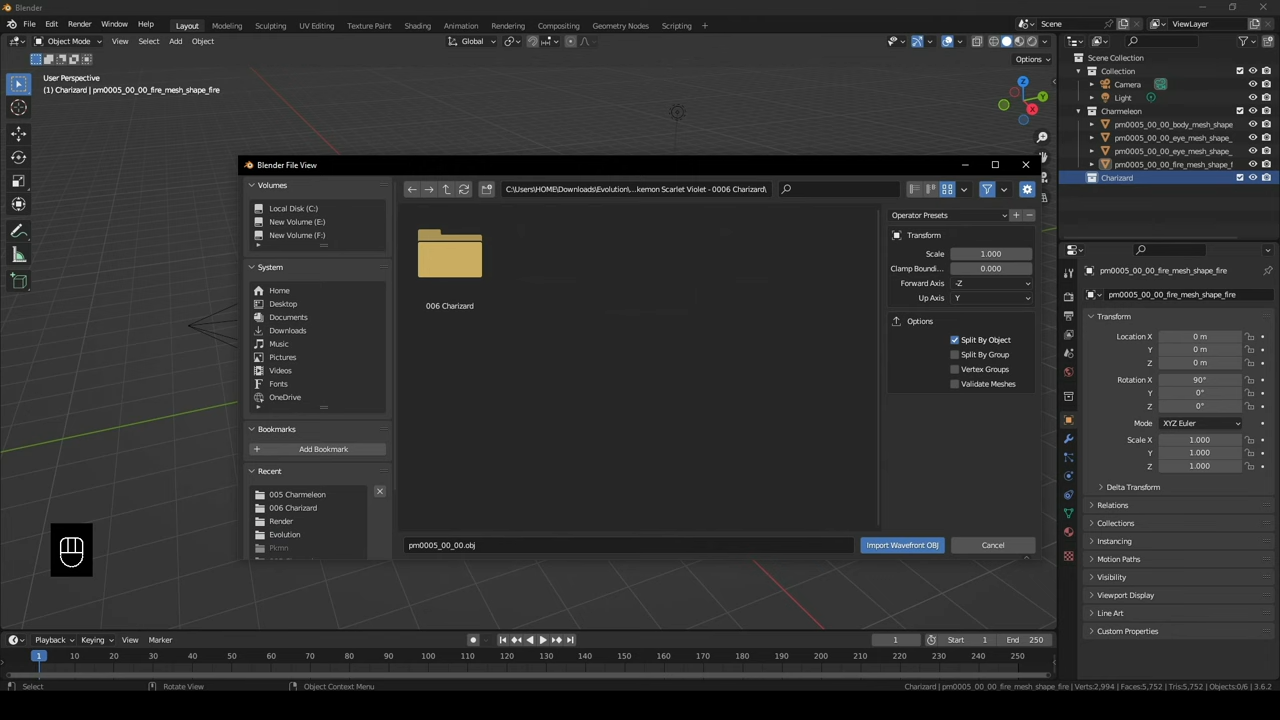 Blender
File Edit Render Window Help Layout Modeling Sculpting UV Editing Texture Paint Shading Animation Rendering Compositing Geometry Nodes Scripting + Scene ViewLayer
Object Mode View Select Add Object Global
Options
User Perspective
(1) Charizard | pm0005_00_00_fire_mesh_shape_fire
Z
Y
X
Scene Collection
Collection
Camera
Light
Charmeleon
pm0005_00_00_body_mesh_shape
pm0005_00_00_eye_mesh_shape_
pm0005_00_00_eye_mesh_shape_
pm0005_00_00_fire_mesh_shape_f
Charizard
Blender File View
Volumes
Local Disk (C:)
New Volume (E:)
New Volume (F:)
System
Home
Desktop
Documents
Downloads
Music
Pictures
Videos
Fonts
OneDrive
Bookmarks
Add Bookmark
Recent
005 Charmeleon
006 Charizard
Render
Evolution
Pkmn
C:\Users\HOME\Downloads\Evolution\...kemon Scarlet Violet - 0006 Charizard\
006 Charizard
pm0005_00_00.obj
Import Wavefront OBJ
Cancel
Operator Presets
Transform
Scale 1.000
Clamp Boundi... 0.000
Forward Axis -Z
Up Axis Y
Options
Split By Object
Split By Group
Vertex Groups
Validate Meshes
pm0005_00_00_fire_mesh_shape_fire
pm0005_00_00_fire_mesh_shape_fire
Transform
Location X 0 m
Y 0 m
Z 0 m
Rotation X 90°
Y 0°
Z 0°
Mode XYZ Euler
Scale X 1.000
Y 1.000
Z 1.000
Delta Transform
Relations
Collections
Instancing
Motion Paths
Visibility
Viewport Display
Line Art
Custom Properties
Playback Keying View Marker 1 Start 1 End 250
1 10 20 30 40 50 60 70 80 90 100 110 120 130 140 150 160 170 180 190 200 210 220 230 240 250
Select Rotate View Object Context Menu Charizard | pm0005_00_00_fire_mesh_shape_fire | Verts:2,994 | Faces:5,752 | Tris:5,752 | Objects:0/6 | 3.6.2